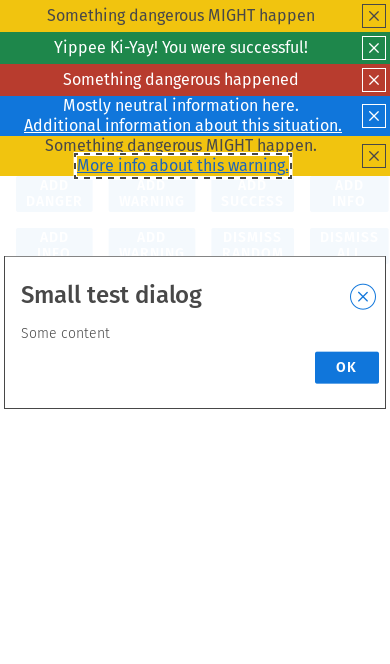 Something dangerous MIGHT happen
Yippee Ki-Yay! You were successful!
Something dangerous happened
Mostly neutral information here.
Additional information about this situation.
Something dangerous MIGHT happen.
More info about this warning.
ADD ADD ADD ADD
DANGER WARNING SUCCESS INFO
ADD ADD DISMISS DISMISS
INFO WARNING RANDOM ALL
Small test dialog
Some content
OK